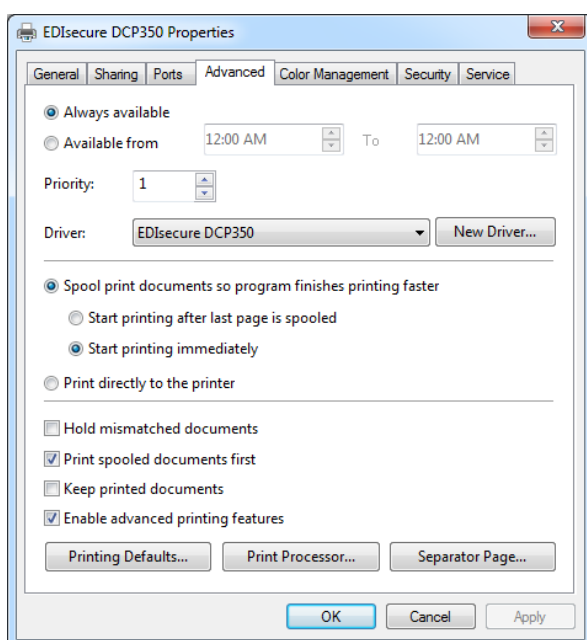 EDIsecure DCP350 Properties
General Sharing Ports Advanced Color Management Security Service
Always available
Available from 12:00 AM To 12:00 AM
Priority: 1
Driver: EDIsecure DCP350 New Driver...
Spool print documents so program finishes printing faster
Start printing after last page is spooled
Start printing immediately
Print directly to the printer
Hold mismatched documents
Print spooled documents first
Keep printed documents
Enable advanced printing features
Printing Defaults... Print Processor... Separator Page...
OK Cancel Apply